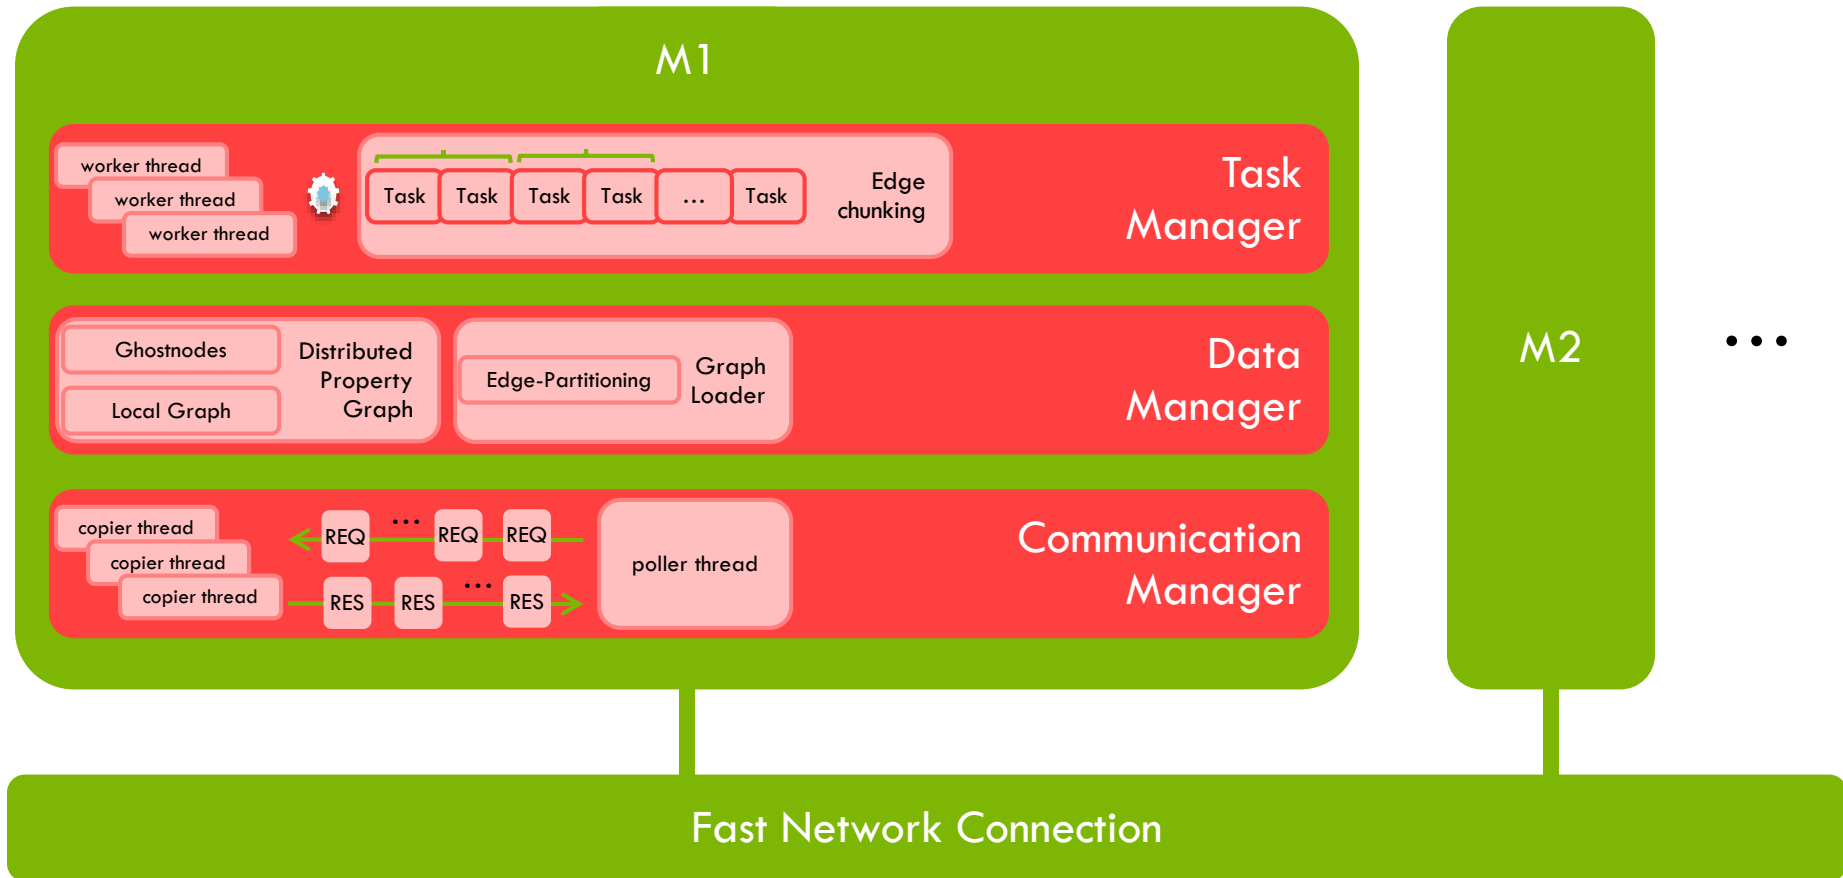 M1
worker thread
worker thread
worker thread
Task Task Task Task ... Task
Edge
chunking
Task
Manager
Ghostnodes
Local Graph
Distributed
Property
Graph
Edge-Partitioning
Graph
Loader
Data
Manager
copier thread
copier thread
copier thread
REQ ... REQ REQ
RES RES ... RES
poller thread
Communication
Manager
M2
...
Fast Network Connection